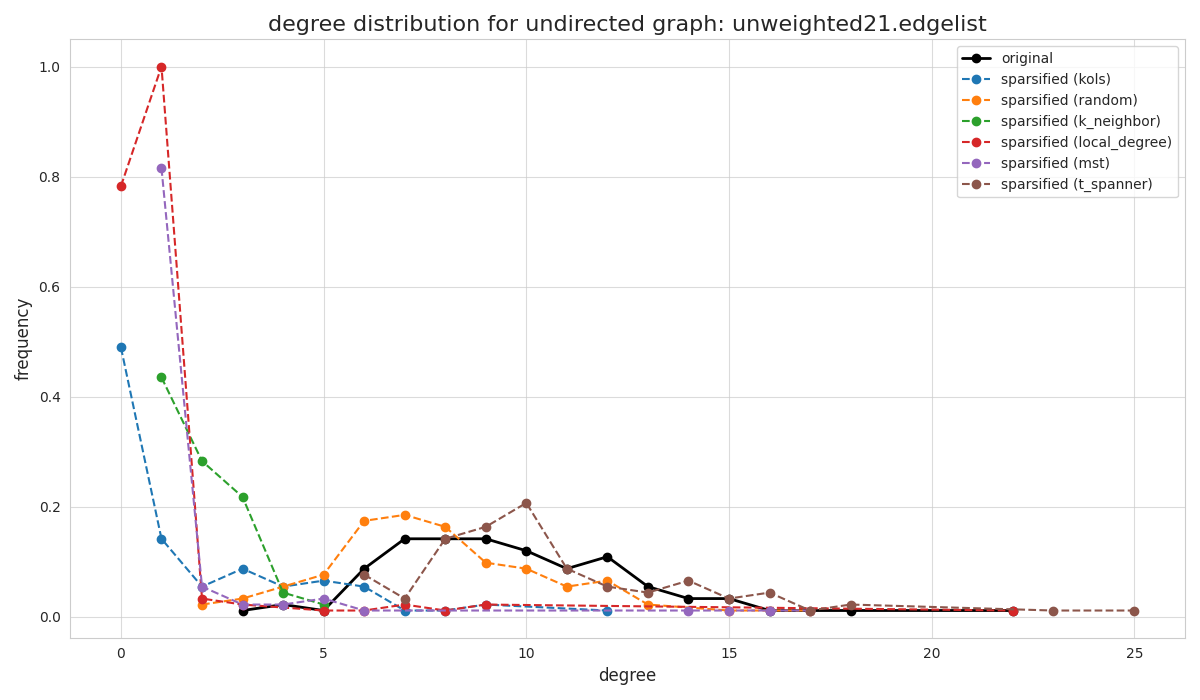 degree distribution for undirected graph: unweighted21.edgelist
original
sparsified (kols)
sparsified (random)
sparsified (k_neighbor)
sparsified (local_degree)
sparsified (mst)
sparsified (t_spanner)
frequency
1.0
0.8
0.6
0.4
0.2
0.0
0 5 10 15 20 25
degree